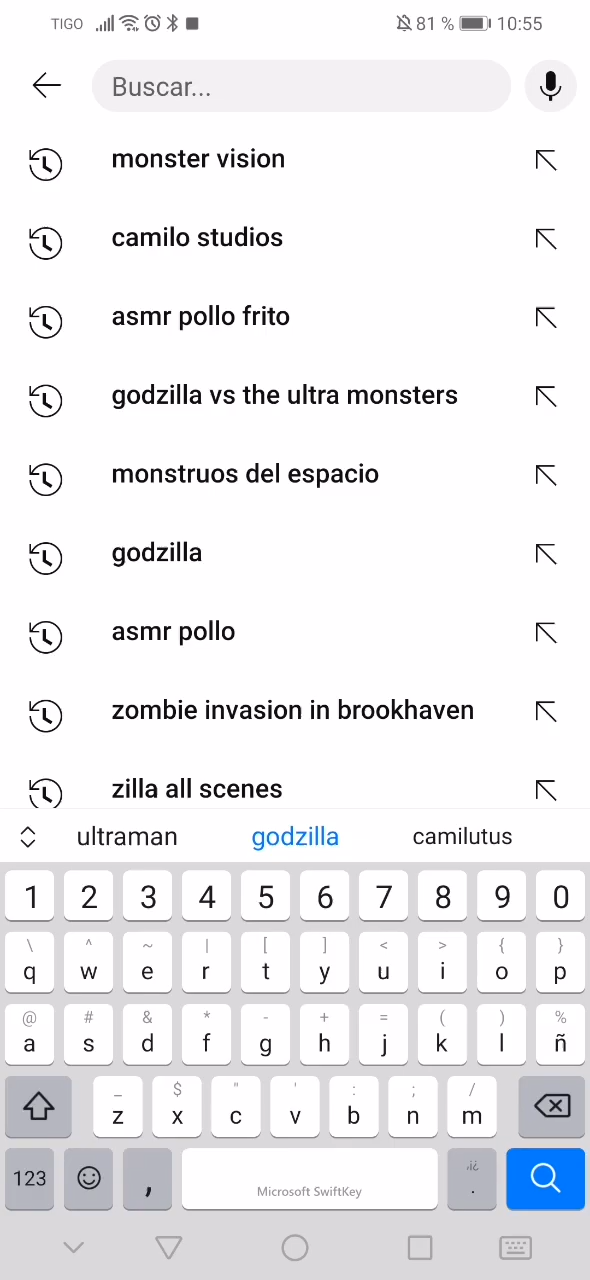 TIGO 81 % 10:55
Buscar...
monster vision
camilo studios
asmr pollo frito
godzilla vs the ultra monsters
monstruos del espacio
godzilla
asmr pollo
zombie invasion in brookhaven
zilla all scenes
ultraman godzilla camilutus
1 2 3 4 5 6 7 8 9 0
\ ^ ~ | [ ] < > { }
q w e r t y u i o p
@ # & * - + = ( ) %
a s d f g h j k l ñ
_ $ " ' : ; /
z x c v b n m
123 , Microsoft SwiftKey ,¡¿ .